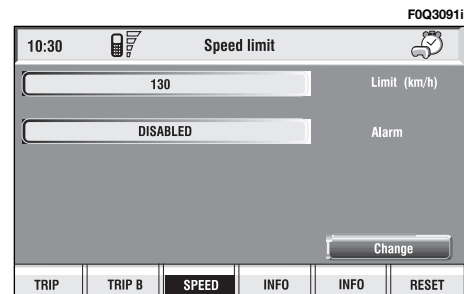 F0Q3091i
10:30 Speed limit
130 Limit (km/h)
DISABLED Alarm
Change
TRIP TRIP B SPEED INFO INFO RESET